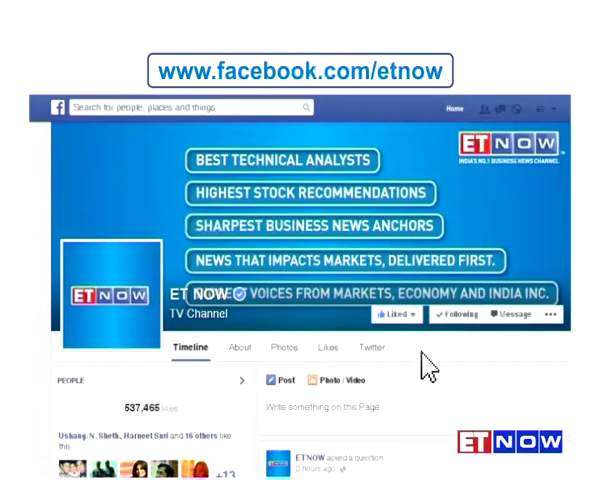 www.facebook.com/etnow
Search for people, places and things
Home
ET NOW
INDIA'S NO.1 BUSINESS NEWS CHANNEL
BEST TECHNICAL ANALYSTS
HIGHEST STOCK RECOMMENDATIONS
SHARPEST BUSINESS NEWS ANCHORS
NEWS THAT IMPACTS MARKETS, DELIVERED FIRST.
VOICES FROM MARKETS, ECONOMY AND INDIA INC.
ET NOW
ET NOW
TV Channel
Liked
Following
Message
Timeline About Photos Likes Twitter
PEOPLE
537,465 likes
Ushang. N. Sheth, Harneet Suri and 16 others like
this
+13
Post Photo / Video
Write something on this Page
ETNOW asked a question
2 hours ago
ET NOW
ET NOW